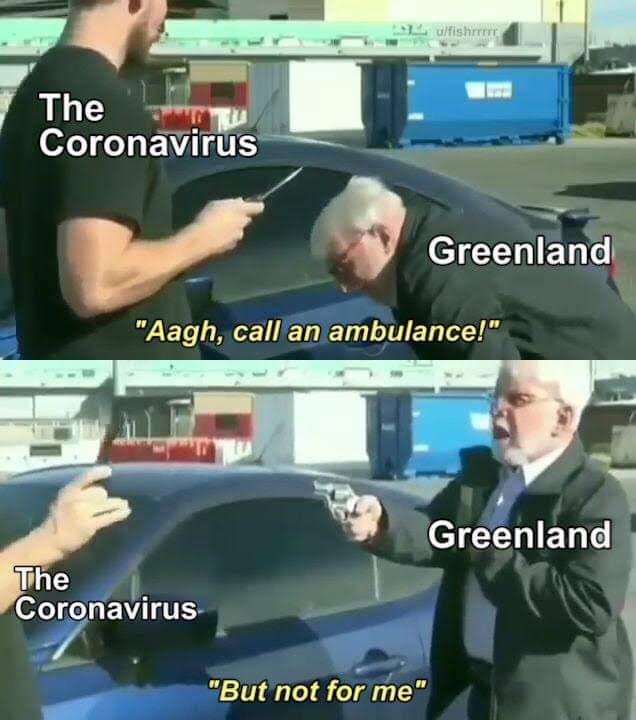 u/fishrrrrr
The
Coronavirus
Greenland
"Aagh, call an ambulance!"
Greenland
The
Coronavirus
"But not for me"